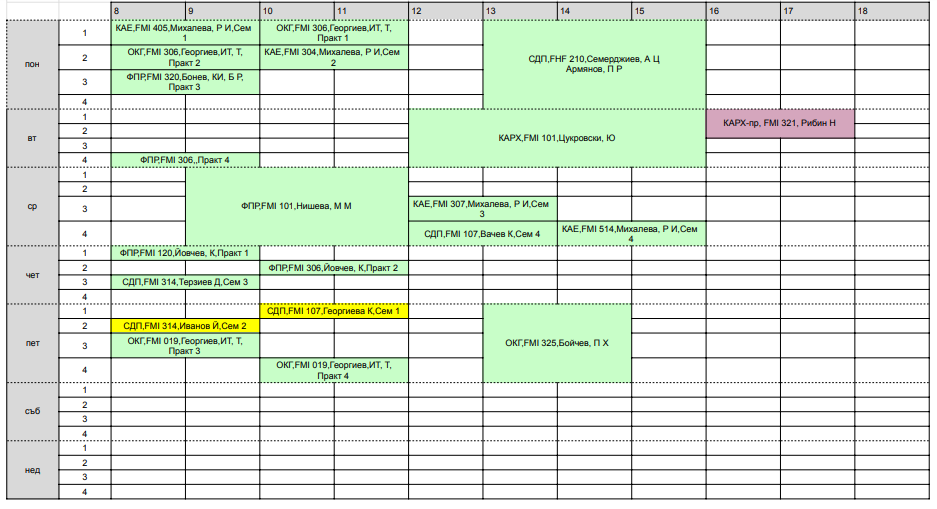 8 9 10 11 12 13 14 15 16 17 18
пон
1
КАЕ,FMI 405,Михалева, Р И,Сем
1
ОКГ,FMI 306,Георгиев,ИТ, Т,
Практ 1
СДП,FHF 210,Семерджиев, А Ц
Армянов, П Р
2
ОКГ,FMI 306,Георгиев,ИТ, Т,
Практ 2
КАЕ,FMI 304,Михалева, Р И,Сем
2
3
ФПР,FMI 320,Бонев, КИ, Б Р,
Практ 3
4
вт
1
КАРХ,FMI 101,Цукровски, Ю
КАРХ-пр, FMI 321, Рибин Н
2
3
4
ФПР,FMI 306,,Практ 4
ср
1
ФПР,FMI 101,Нишева, М М
2
3
КАЕ,FMI 307,Михалева, Р И,Сем
3
4
СДП,FMI 107,Вачев К,Сем 4
КАЕ,FMI 514,Михалева, Р И,Сем
4
чет
1
ФПР,FMI 120,Йовчев, К,Практ 1
2
ФПР,FMI 306,Йовчев, К,Практ 2
3
СДП,FMI 314,Терзиев Д,Сем 3
4
пет
1
СДП,FMI 107,Георгиева К,Сем 1
ОКГ,FMI 325,Бойчев, П Х
2
СДП,FMI 314,Иванов Й,Сем 2
3
ОКГ,FMI 019,Георгиев,ИТ, Т,
Практ 3
4
ОКГ,FMI 019,Георгиев,ИТ, Т,
Практ 4
съб
1
2
3
4
нед
1
2
3
4